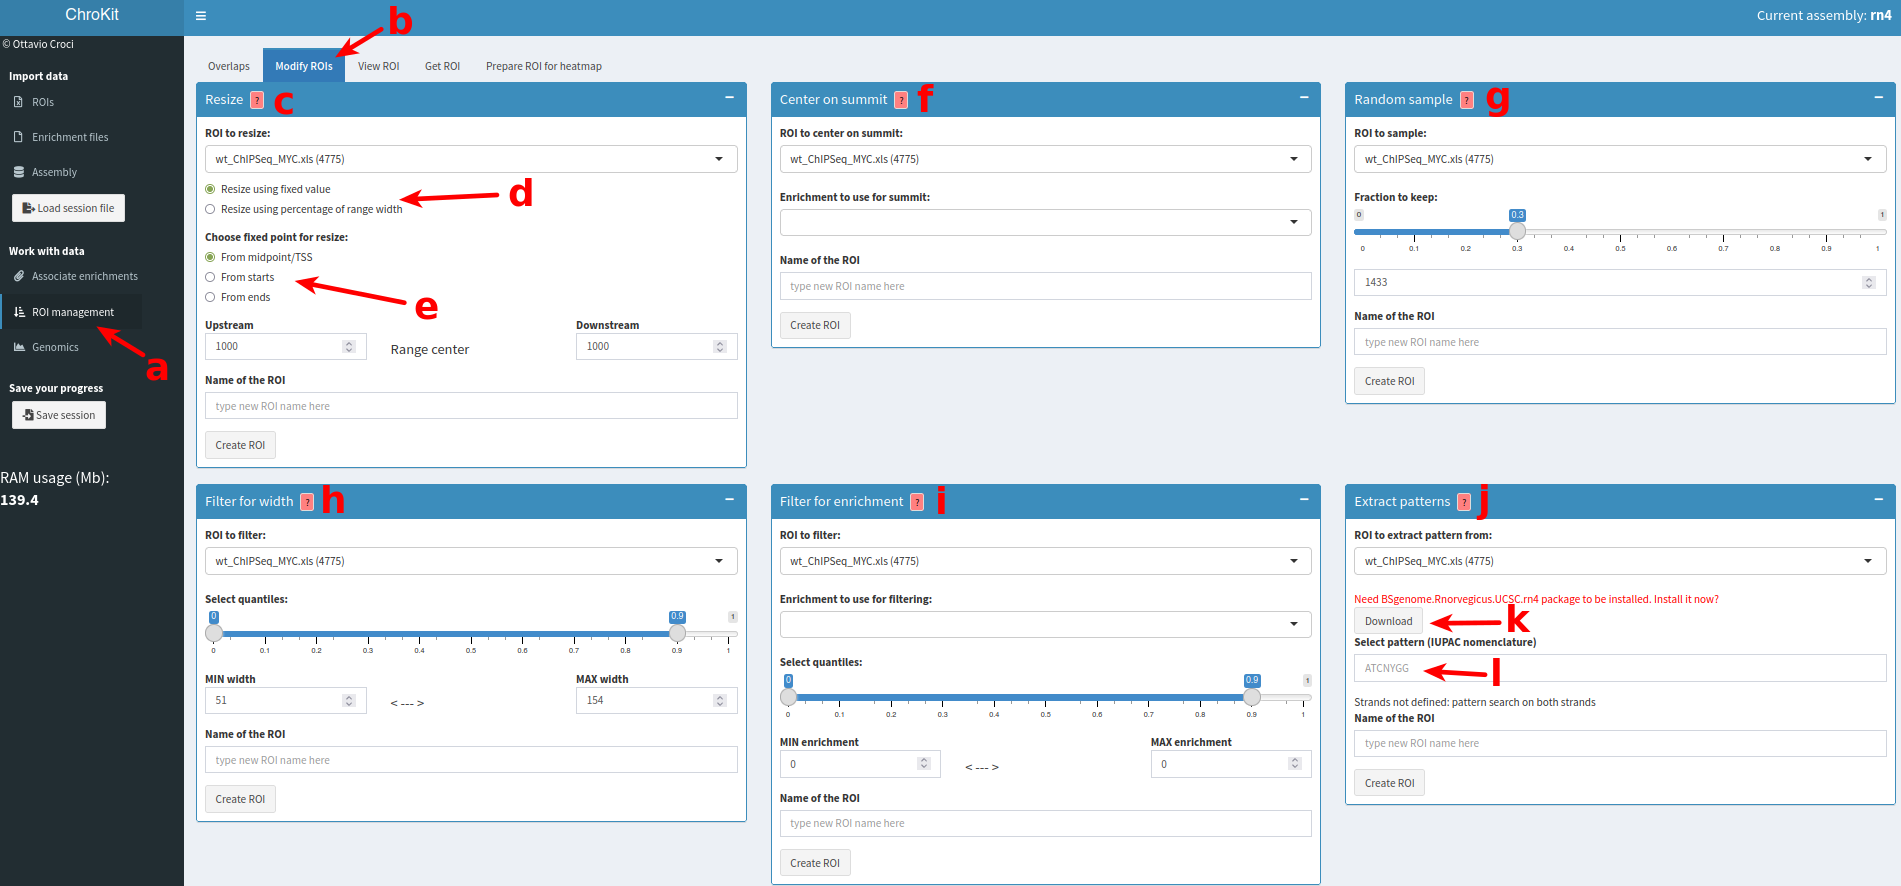 ChroKit
Current assembly: rn4
© Ottavio Croci
Import data
ROIs
Enrichment files
Assembly
Load session file
Work with data
Associate enrichments
ROI management
Genomics
Save your progress
Save session
RAM usage (Mb):
139.4
a
b
Overlaps Modify ROIs View ROI Get ROI Prepare ROI for heatmap
Resize ? c
ROI to resize:
wt_ChIPSeq_MYC.xls (4775)
Resize using fixed value
Resize using percentage of range width
d
Choose fixed point for resize:
From midpoint/TSS
From starts
From ends
e
Upstream Downstream
1000 Range center 1000
Name of the ROI
type new ROI name here
Create ROI
Center on summit ? f
ROI to center on summit:
wt_ChIPSeq_MYC.xls (4775)
Enrichment to use for summit:
Name of the ROI
type new ROI name here
Create ROI
Random sample ? g
ROI to sample:
wt_ChIPSeq_MYC.xls (4775)
Fraction to keep:
0 0.3 1
0 0.1 0.2 0.3 0.4 0.5 0.6 0.7 0.8 0.9 1
1433
Name of the ROI
type new ROI name here
Create ROI
Filter for width ? h
ROI to filter:
wt_ChIPSeq_MYC.xls (4775)
Select quantiles:
0 0.9 1
0 0.1 0.2 0.3 0.4 0.5 0.6 0.7 0.8 0.9 1
MIN width MAX width
51 < --- > 154
Name of the ROI
type new ROI name here
Create ROI
Filter for enrichment ? i
ROI to filter:
wt_ChIPSeq_MYC.xls (4775)
Enrichment to use for filtering:
Select quantiles:
0 0.9 1
0 0.1 0.2 0.3 0.4 0.5 0.6 0.7 0.8 0.9 1
MIN enrichment MAX enrichment
0 < --- > 0
Name of the ROI
type new ROI name here
Create ROI
Extract patterns ? j
ROI to extract pattern from:
wt_ChIPSeq_MYC.xls (4775)
Need BSgenome.Rnorvegicus.UCSC.rn4 package to be installed. Install it now?
Download k
Select pattern (IUPAC nomenclature)
ATCNYGG l
Strands not defined: pattern search on both strands
Name of the ROI
type new ROI name here
Create ROI